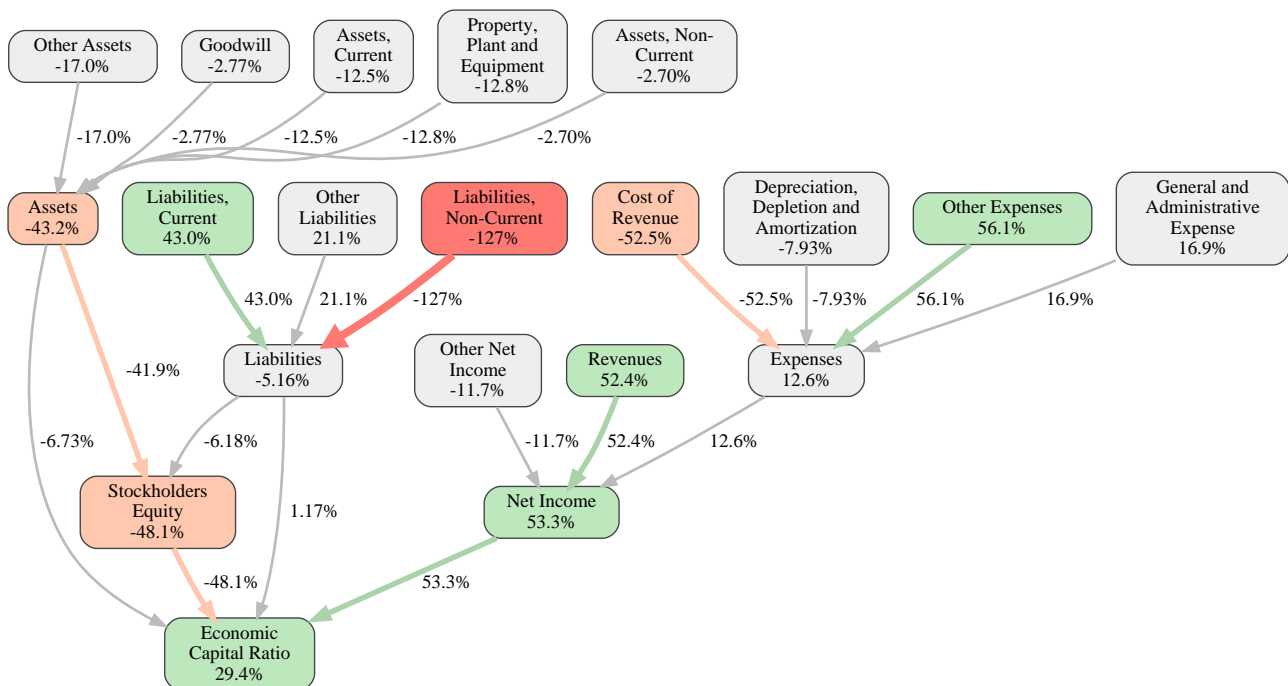 Other Assets
-17.0%
Goodwill
-2.77%
Assets,
Current
-12.5%
Property,
Plant and
Equipment
-12.8%
Assets, Non-
Current
-2.70%
-17.0%
-2.77%
-12.5%
-12.8%
-2.70%
Assets
-43.2%
Liabilities,
Current
43.0%
Other
Liabilities
21.1%
Liabilities,
Non-Current
-127%
Cost of
Revenue
-52.5%
Depreciation,
Depletion and
Amortization
-7.93%
Other Expenses
56.1%
General and
Administrative
Expense
16.9%
43.0%
21.1%
-127%
-52.5%
-7.93%
56.1%
16.9%
-41.9%
Liabilities
-5.16%
Other Net
Income
-11.7%
Revenues
52.4%
Expenses
12.6%
-6.73%
-6.18%
-11.7%
52.4%
12.6%
Stockholders
Equity
-48.1%
1.17%
Net Income
53.3%
-48.1%
53.3%
Economic
Capital Ratio
29.4%